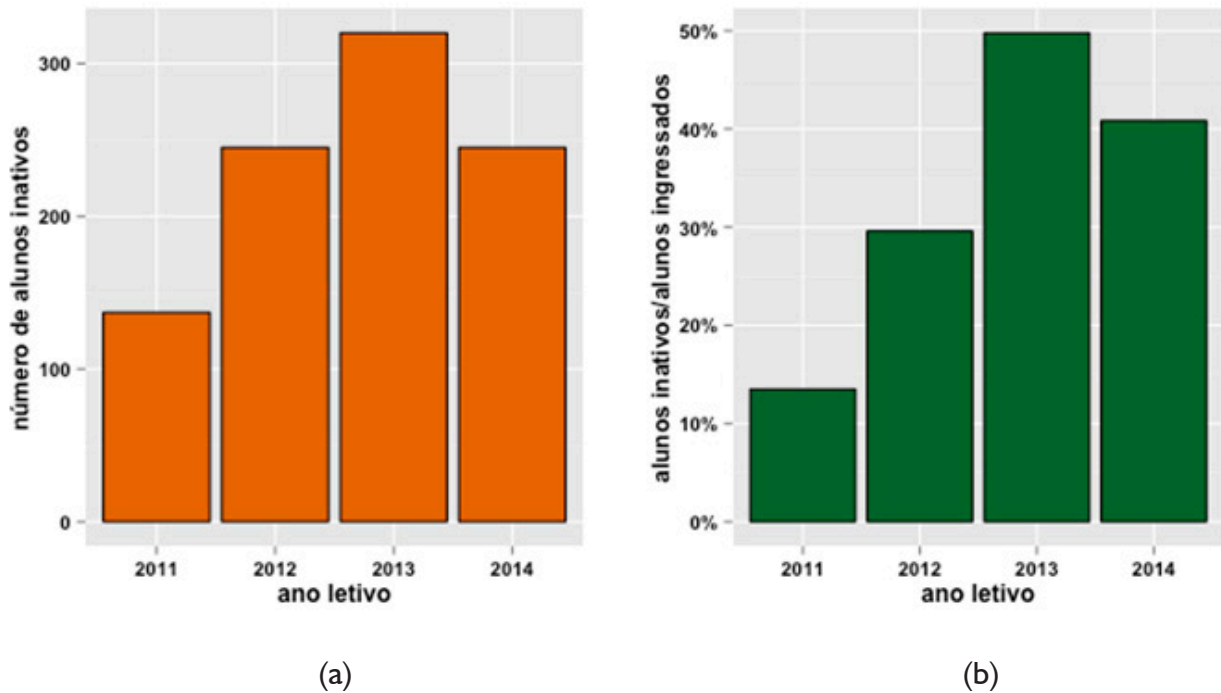 número de alunos inativos
300
200
100
0
2011 2012 2013 2014
ano letivo
(a)
alunos inativos/alunos ingressados
50%
40%
30%
20%
10%
0%
2011 2012 2013 2014
ano letivo
(b)